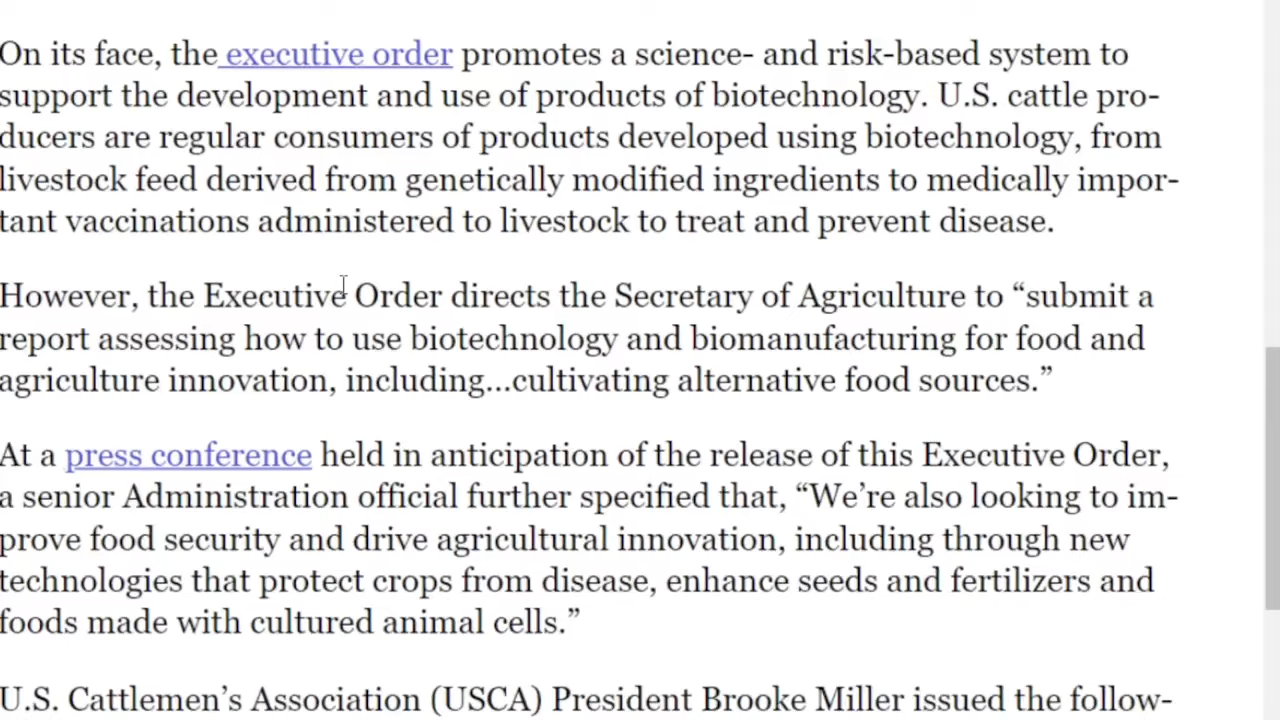 On its face, the executive order promotes a science- and risk-based system to
support the development and use of products of biotechnology. U.S. cattle pro-
ducers are regular consumers of products developed using biotechnology, from
livestock feed derived from genetically modified ingredients to medically impor-
tant vaccinations administered to livestock to treat and prevent disease.
However, the Executive Order directs the Secretary of Agriculture to “submit a
report assessing how to use biotechnology and biomanufacturing for food and
agriculture innovation, including…cultivating alternative food sources.”
At a press conference held in anticipation of the release of this Executive Order,
a senior Administration official further specified that, “We’re also looking to im-
prove food security and drive agricultural innovation, including through new
technologies that protect crops from disease, enhance seeds and fertilizers and
foods made with cultured animal cells.”
U.S. Cattlemen’s Association (USCA) President Brooke Miller issued the follow-